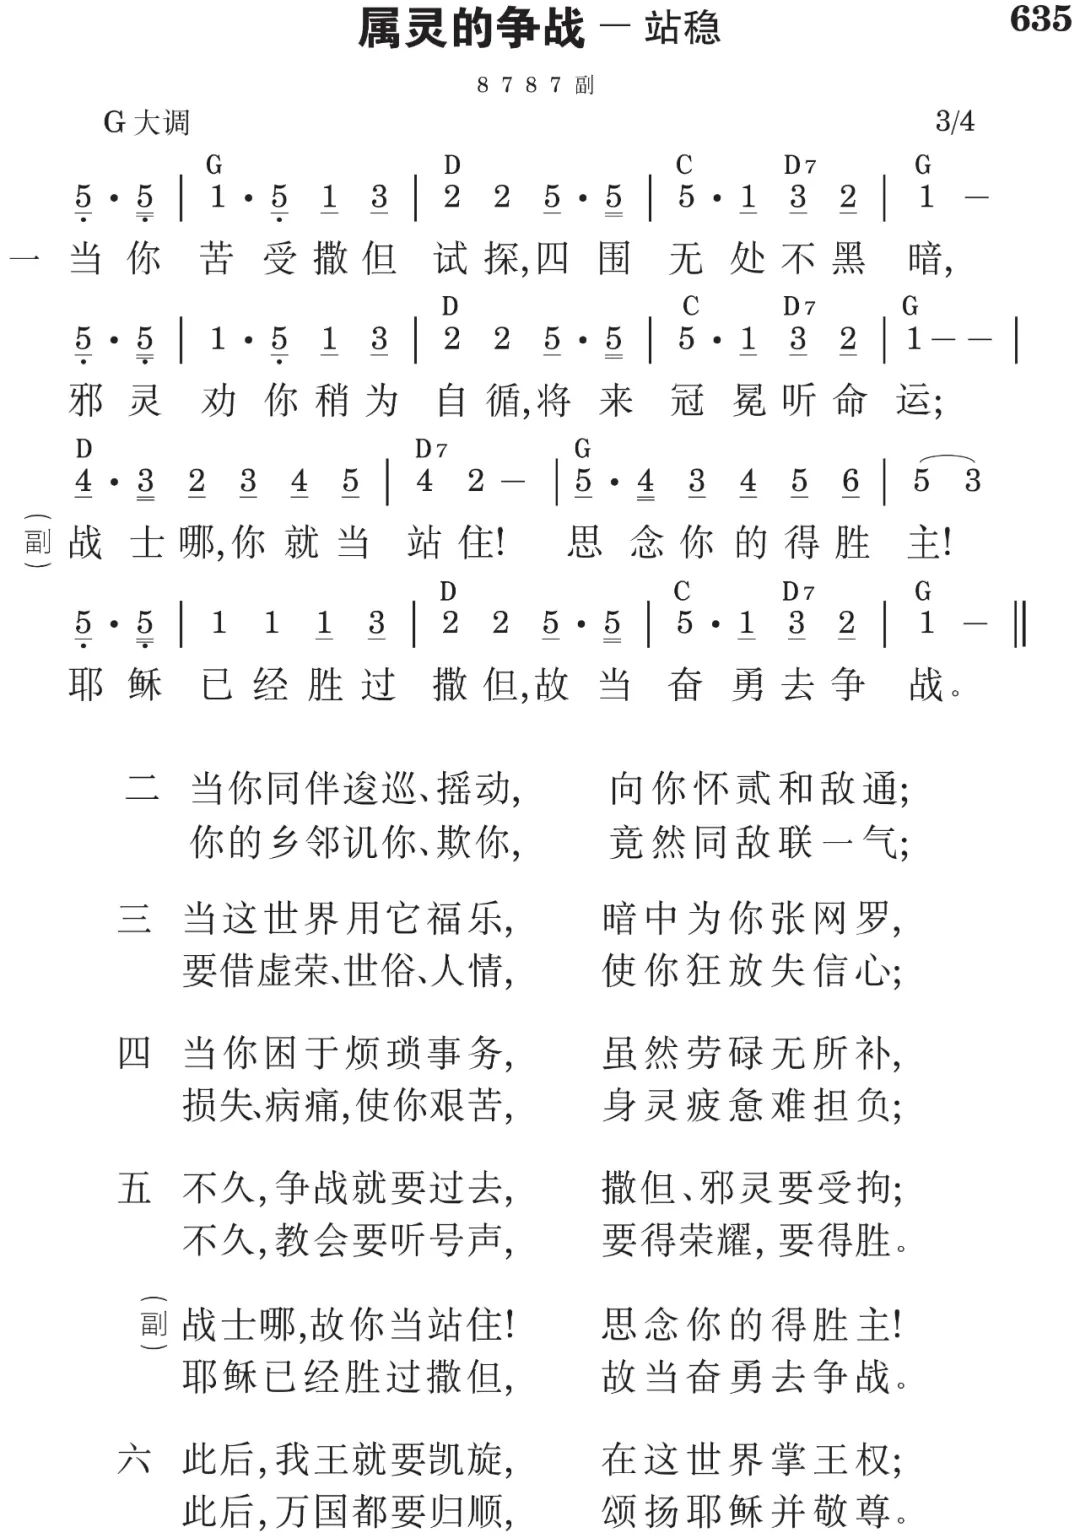 属灵的争战 — 站稳 635
8 7 8 7 副
G 大调 3/4
G D C D7 G
5 · 5 | 1 · 5 1 3 | 2 2 5 · 5 | 5 · 1 3 2 | 1 —
一 当你苦受撒但试探,四围无处不黑暗,
D C D7 G
5 · 5 | 1 · 5 1 3 | 2 2 5 · 5 | 5 · 1 3 2 | 1 — — |
邪灵劝你稍为自循,将来冠冕听命运;
D D7 G
4 · 3 2 3 4 5 | 4 2 — | 5 · 4 3 4 5 6 | 5 3
(副) 战士哪,你就当站住! 思念你的得胜主!
D C D7 G
5 · 5 | 1 1 1 3 | 2 2 5 · 5 | 5 · 1 3 2 | 1 — ‖
耶稣已经胜过撒但,故当奋勇去争战。
二 当你同伴逡巡、摇动, 向你怀贰和敌通;
你的乡邻讥你、欺你, 竟然同敌联一气;
三 当这世界用它福乐, 暗中为你张网罗,
要借虚荣、世俗、人情, 使你狂放失信心;
四 当你困于烦琐事务, 虽然劳碌无所补,
损失、病痛,使你艰苦, 身灵疲惫难担负;
五 不久,争战就要过去, 撒但、邪灵要受拘;
不久,教会要听号声, 要得荣耀,要得胜。
(副) 战士哪,故你当站住! 思念你的得胜主!
耶稣已经胜过撒但, 故当奋勇去争战。
六 此后,我王就要凯旋, 在这世界掌王权;
此后,万国都要归顺, 颂扬耶稣并敬尊。